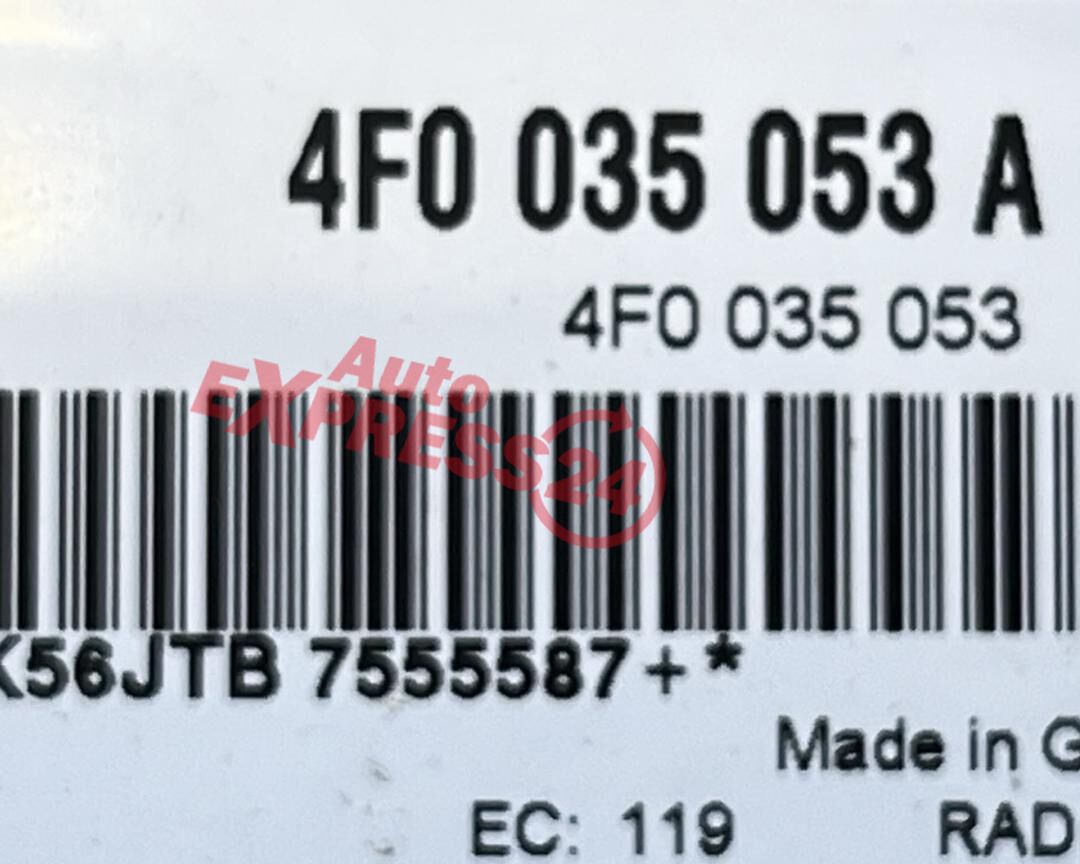 4F0 035 053 A
4F0 035 053
Auto
EXPRESS24
K56JTB 7555587+*
Made in G
EC: 119
RAD